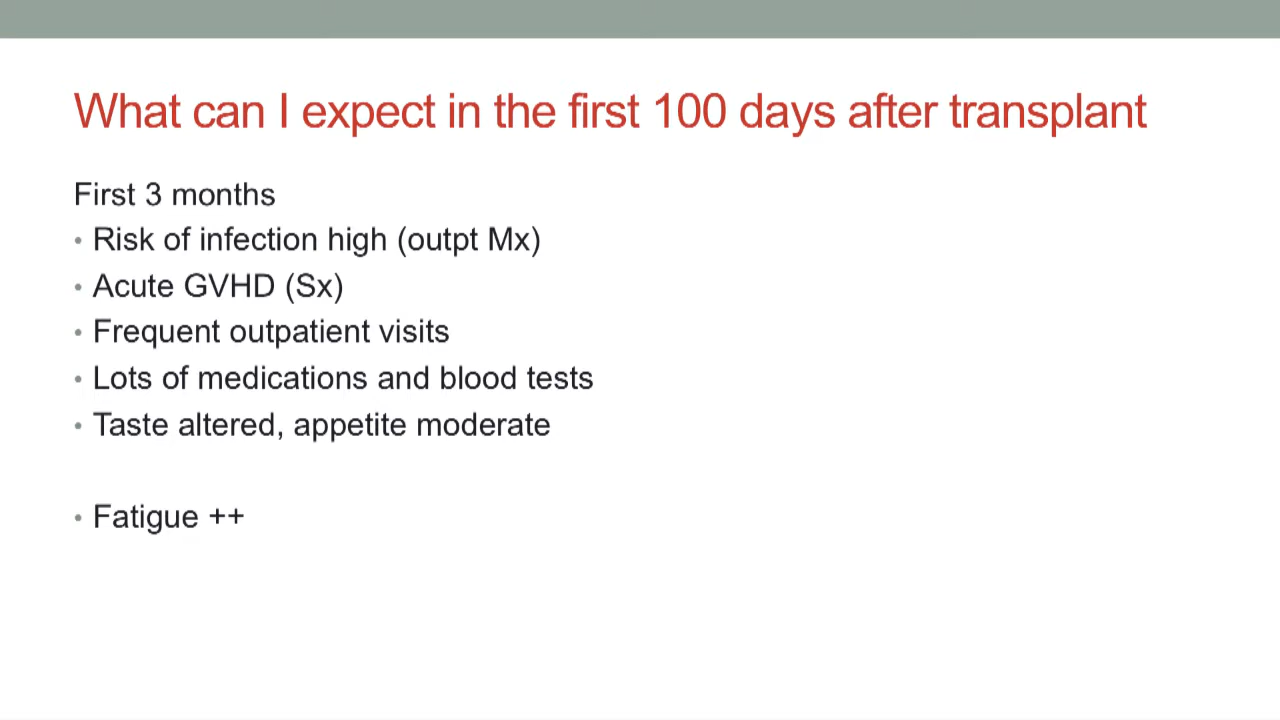 What can I expect in the first 100 days after transplant
First 3 months
• Risk of infection high (outpt Mx)
• Acute GVHD (Sx)
• Frequent outpatient visits
• Lots of medications and blood tests
• Taste altered, appetite moderate
• Fatigue ++